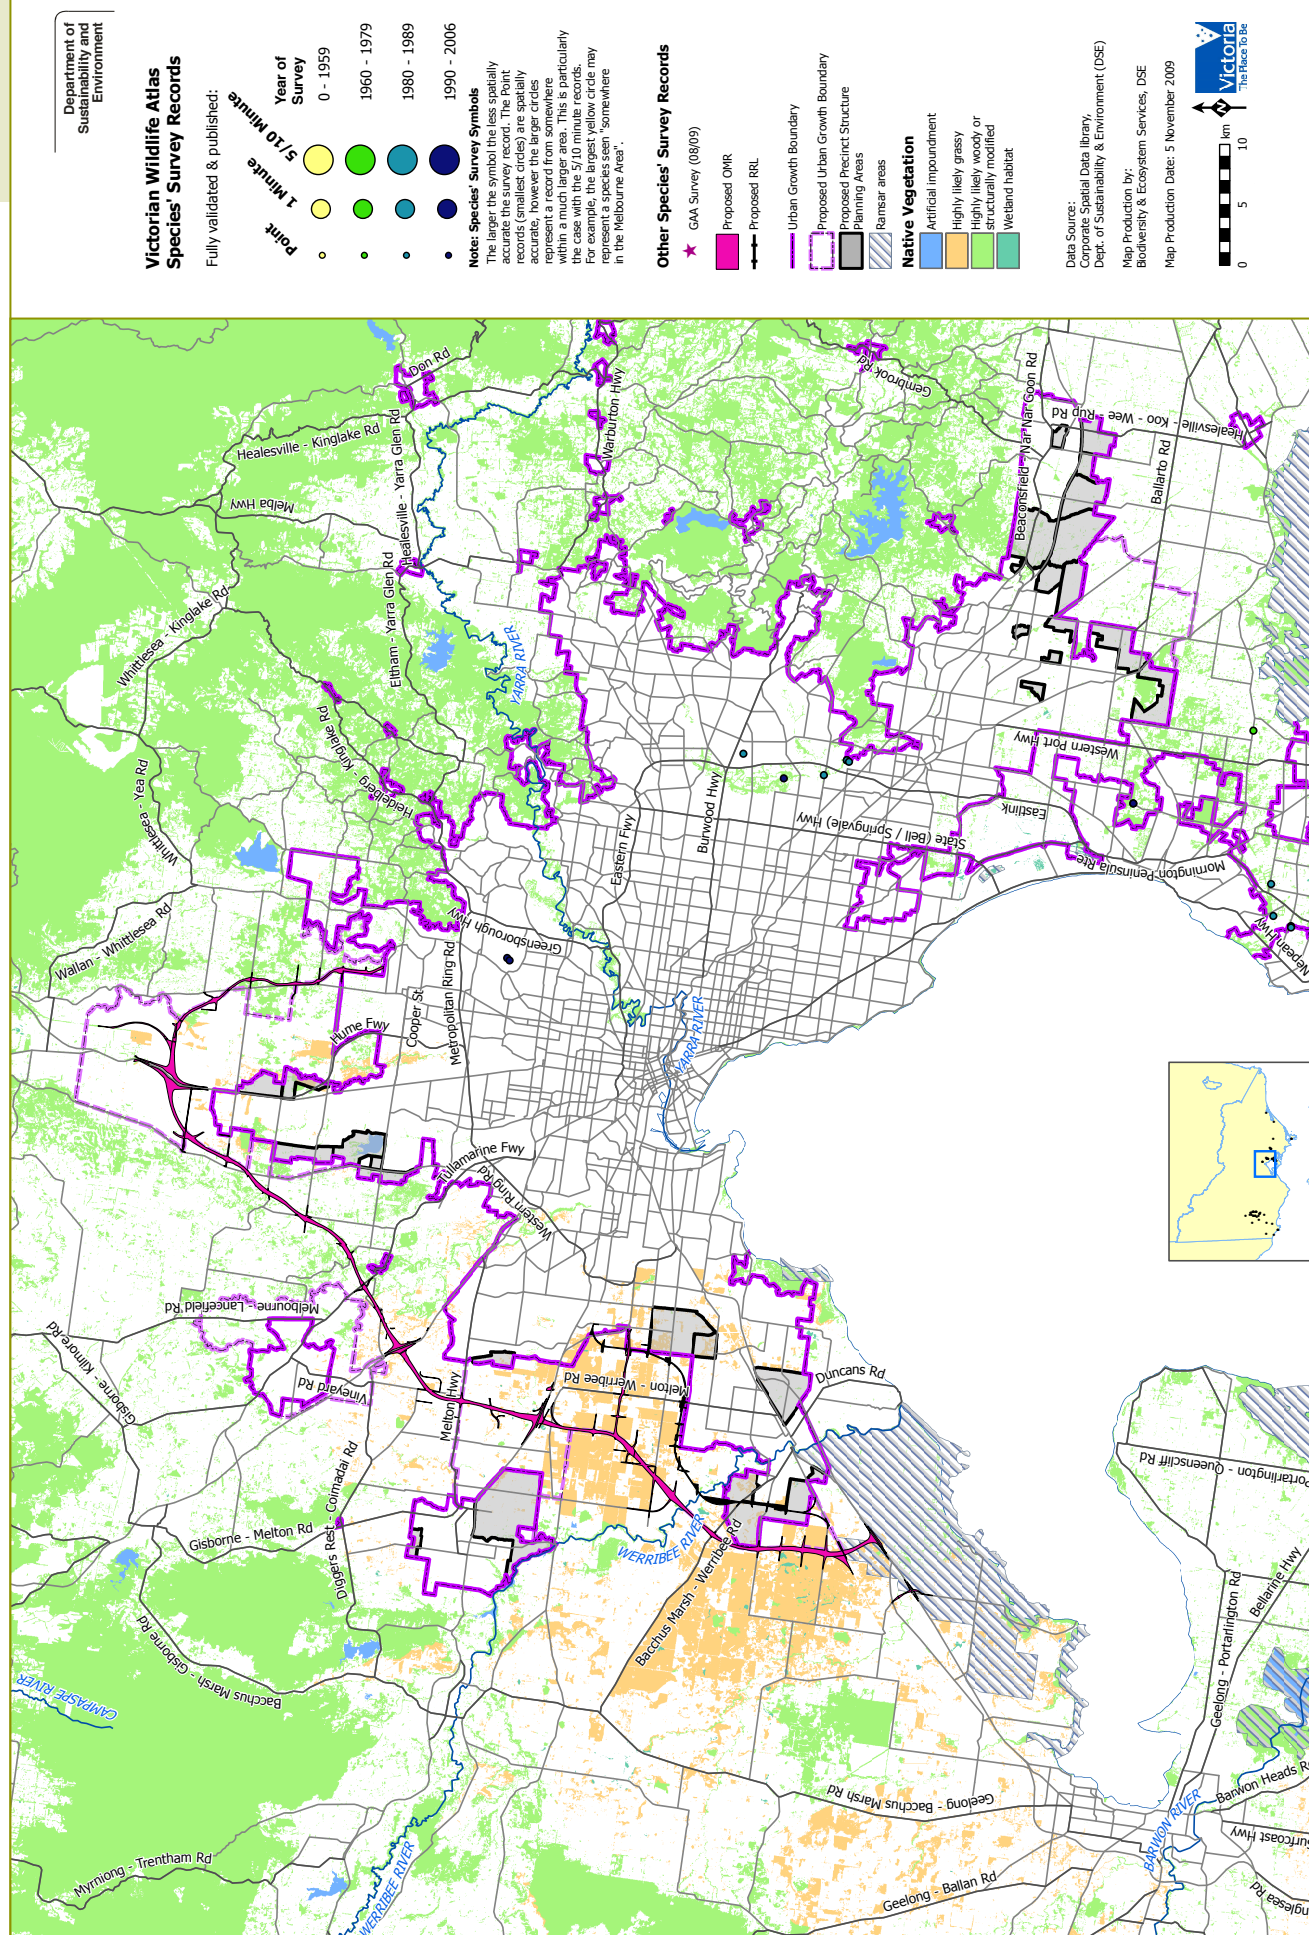 Department of
Sustainability and
Environment
Victorian Wildlife Atlas
Species' Survey Records
Fully validated & published:
Point
1 Minute
5/10 Minute
Year of
Survey
0 - 1959
1960 - 1979
1980 - 1989
1990 - 2006
Note: Species' Survey Symbols
The larger the symbol the less spatially
accurate the survey record. The Point
records (smallest circles) are spatially
accurate, however the larger circles
represent a record from somewhere
within a much larger area. This is particularly
the case with the 5/10 minute records.
For example, the largest yellow circle may
represent a species seen "somewhere
in the Melbourne Area".
Other Species' Survey Records
GAA Survey (08/09)
Proposed OMR
Proposed RRL
Urban Growth Boundary
Proposed Urban Growth Boundary
Proposed Precinct Structure
Planning Areas
Ramsar areas
Native Vegetation
Artificial impoundment
Highly likely grassy
Highly likely woody or
structurally modified
Wetland habitat
Data Source:
Corporate Spatial Data library,
Dept. of Sustainability & Environment (DSE)
Map Production by:
Biodiversity & Ecosystem Services, DSE
Map Production Date: 5 November 2009
0 5 10 km
N
Victoria
The Place To Be
Don Rd
Healesville - Kinglake Rd
Healesville - Yarra Glen Rd
Melba Hwy
Warburton Hwy
Gembrook Rd
Beaconsfield - Nar Nar Goon Rd
Healesville - Koo - Wee - Rup Rd
Ballarto Rd
Whittlesea - Kinglake Rd
Eltham - Yarra Glen Rd
YARRA RIVER
Heidelberg - Kinglake Rd
Whittlesea - Yea Rd
Western Port Hwy
Burwood Hwy
Eastern Fwy
State (Bell / Springvale) Hwy
Eastlink
Mornington-Peninsula Rte
Nepean Hwy
Wallan - Whittlesea Rd
Greensborough Hwy
Metropolitan Ring Rd
Cooper St
Hume Fwy
YARRA RIVER
Tullamarine Fwy
Western Ring Rd
Melbourne - Lancefield Rd
Gisborne - Kilmore Rd
Vineyard Rd
Melton Hwy
Melton - Werribee Rd
Duncans Rd
Diggers Rest - Coimadai Rd
Gisborne - Melton Rd
WERRIBEE RIVER
Bacchus Marsh - Werribee Rd
Bacchus Marsh - Gisborne Rd
CAMPASPE RIVER
Portarlington - Queenscliff Rd
Geelong - Portarlington Rd
Bellarine Hwy
Geelong - Bacchus Marsh Rd
Barwon Heads R
BARWON RIVER
urfcoast Hwy
Myrniong - Trentham Rd
WERRIBEE RIVER
Geelong - Ballan Rd
nglesea Rd